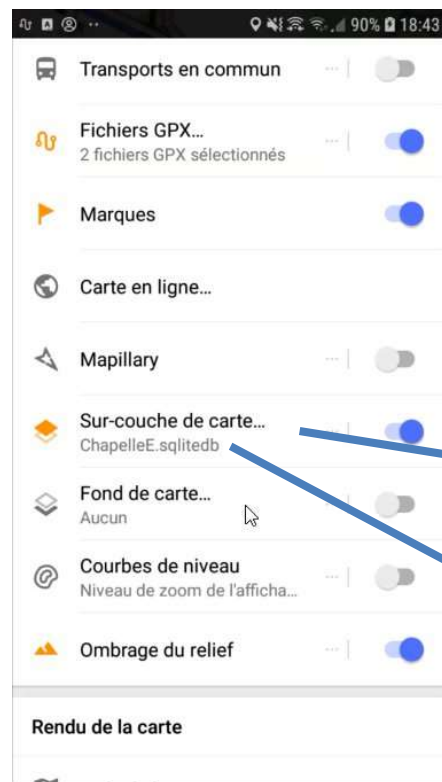 90% 18:43
Transports en commun
Fichiers GPX...
2 fichiers GPX sélectionnés
Marques
Carte en ligne...
Mapillary
Sur-couche de carte...
ChapelleE.sqlitedb
Fond de carte...
Aucun
Courbes de niveau
Niveau de zoom de l'afficha...
Ombrage du relief
Rendu de la carte